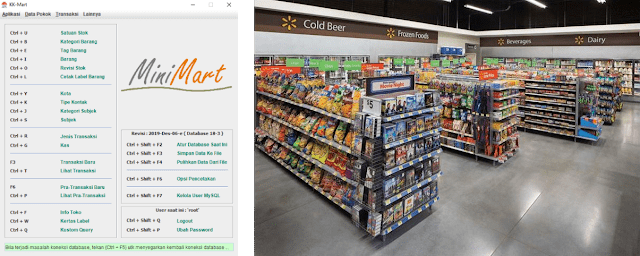 KK-Mart
Aplikasi Data Pokok Transaksi Lainnya
Ctrl + U Satuan Stok
Ctrl + B Kategori Barang
Ctrl + E Tag Barang
Ctrl + I Barang
Ctrl + O Revisi Stok
Ctrl + L Cetak Label Barang
Ctrl + Y Kota
Ctrl + K Tipe Kontak
Ctrl + J Kategori Subjek
Ctrl + S Subjek
Ctrl + R Jenis Transaksi
Ctrl + G Kas
F3 Transaksi Baru
Ctrl + T Lihat Transaksi
F6 Pra-Transaksi Baru
Ctrl + P Lihat Pra-Transaksi
Ctrl + F Info Toko
Ctrl + W Kertas Label
Ctrl + Q Kustom Query
MiniMart
Revisi : 2019-Des-06-e ( Database 18-3 )
Ctrl + Shift + F2 Atur Database Saat Ini
Ctrl + Shift + F3 Simpan Data Ke File
Ctrl + Shift + F4 Pulihkan Data Dari File
Ctrl + Shift + F6 Opsi Pencetakan
Ctrl + Shift + F7 Kelola User MySQL
User saat ini : 'root'
Ctrl + Shift + Q Logout
Ctrl + Shift + P Ubah Password
Bila terjadi masalah koneksi database, tekan (Ctrl + F5) utk menyegarkan kembali koneksi database ...
Cold Beer
Frozen Foods
Beverages
Dairy
Movie Night
$5